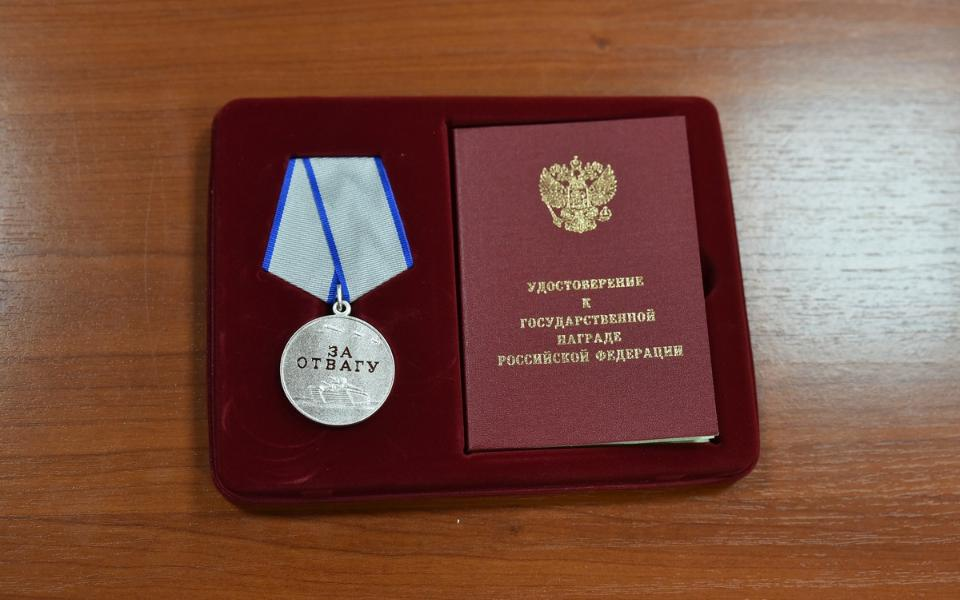 ЗА
ОТВАГУ
УДОСТОВЕРЕНИЕ
К
ГОСУДАРСТВЕННОЙ
НАГРАДЕ
РОССИЙСКОЙ ФЕДЕРАЦИИ